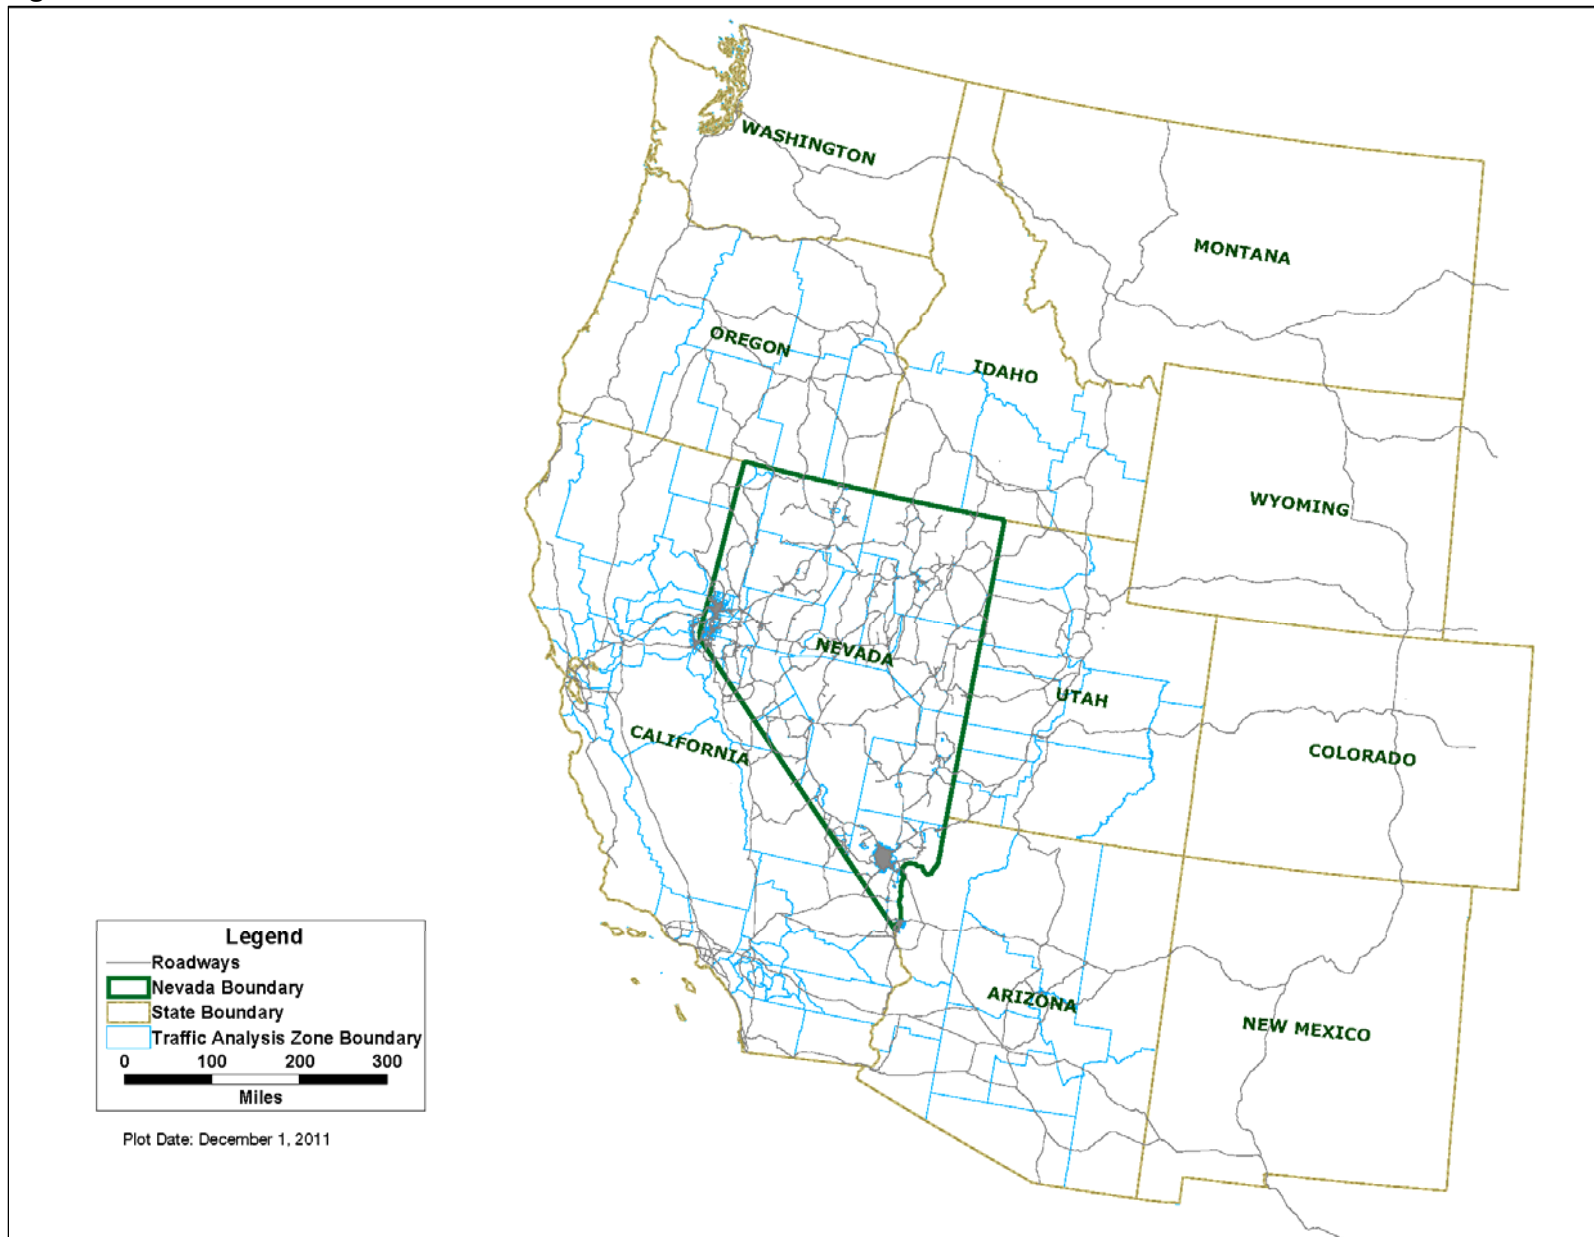 WASHINGTON
MONTANA
OREGON
IDAHO
WYOMING
NEVADA
UTAH
CALIFORNIA
COLORADO
ARIZONA
NEW MEXICO
Legend
Roadways
Nevada Boundary
State Boundary
Traffic Analysis Zone Boundary
0 100 200 300
Miles
Plot Date: December 1, 2011